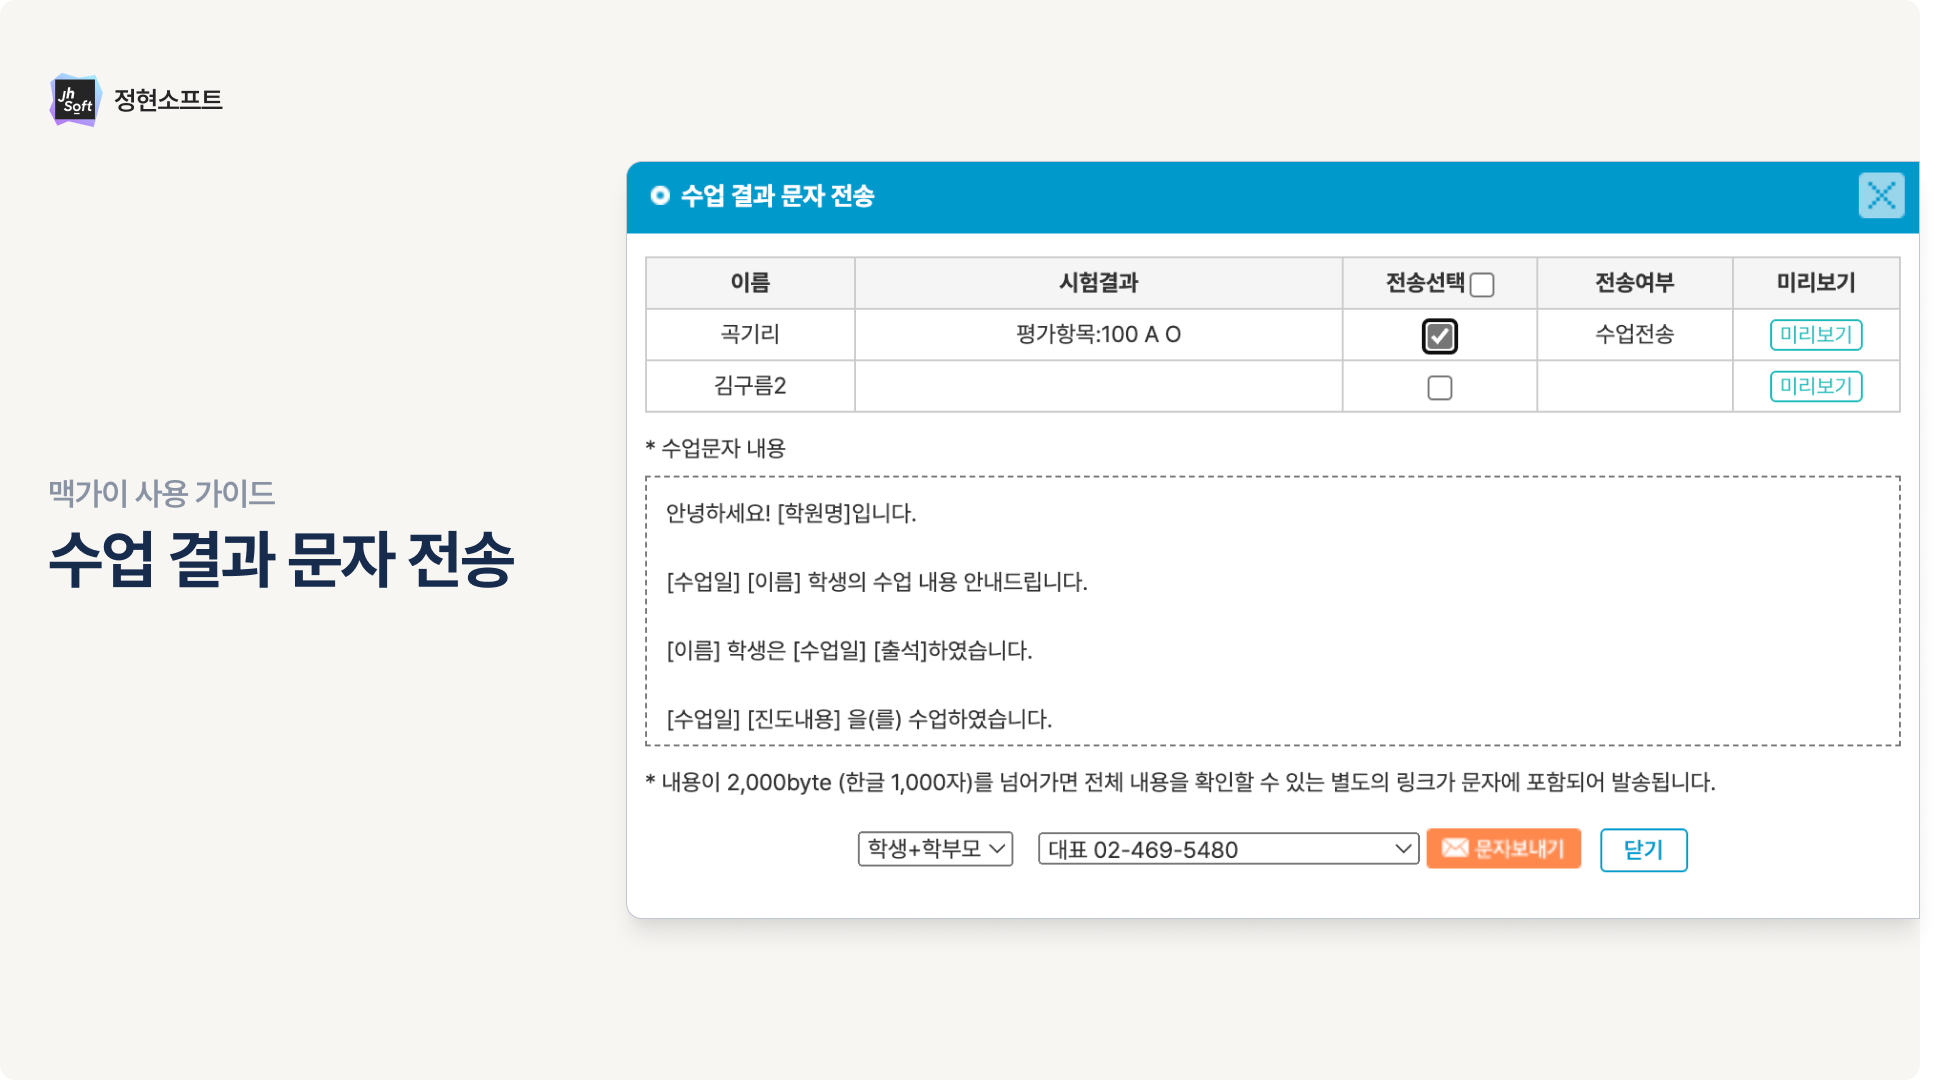 jh
Soft
정현소프트
맥가이 사용 가이드
수업 결과 문자 전송
수업 결과 문자 전송
이름 시험결과 전송선택 전송여부 미리보기
곡기리 평가항목:100 A O 수업전송 미리보기
김구름2 미리보기
* 수업문자 내용
안녕하세요! [학원명]입니다.
[수업일] [이름] 학생의 수업 내용 안내드립니다.
[이름] 학생은 [수업일] [출석]하였습니다.
[수업일] [진도내용] 을(를) 수업하였습니다.
* 내용이 2,000byte (한글 1,000자)를 넘어가면 전체 내용을 확인할 수 있는 별도의 링크가 문자에 포함되어 발송됩니다.
학생+학부모 대표 02-469-5480 문자보내기 닫기